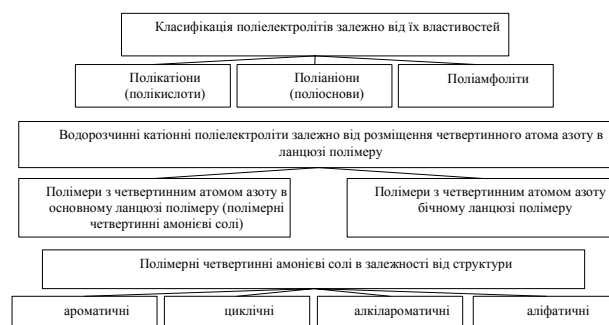 Класифікація поліелектролітів залежно від їх властивостей
Полікатіони
(полікислоти)
Поліаніони
(поліоснови)
Поліамфоліти
Водорозчинні катіонні поліелектроліти залежно від розміщення четвертинного атома азоту в
ланцюзі полімеру
Полімери з четвертинним атомом азоту в
основному ланцюзі полімеру (полімерні
четвертинні амонієві солі)
Полімери з четвертинним атомом азоту
бічному ланцюзі полімеру
Полімерні четвертинні амонієві солі в залежності від структури
ароматичні
циклічні
алкілароматичні
аліфатичні